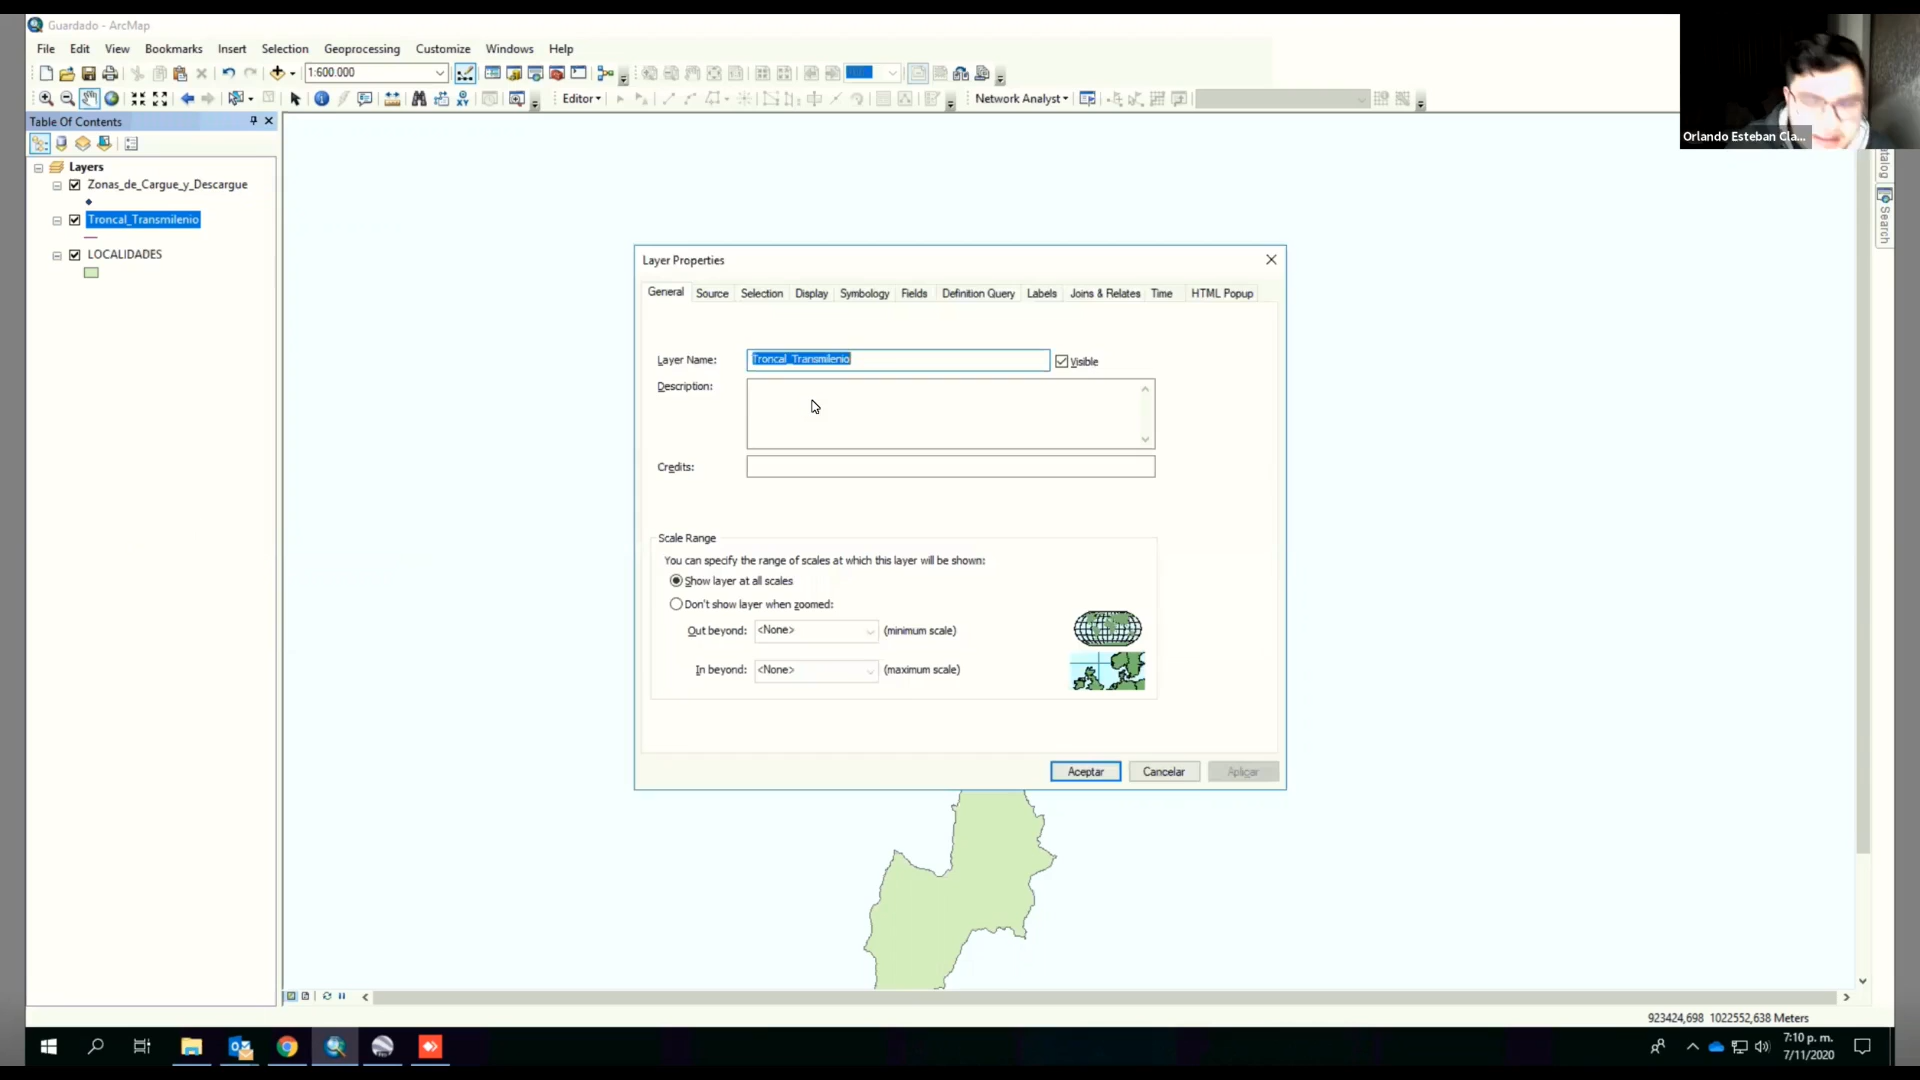 Guardado - ArcMap
File Edit View Bookmarks Insert Selection Geoprocessing Customize Windows Help
1:600.000
Editor Network Analyst
Table Of Contents
Layers
Zonas_de_Cargue_y_Descargue
Troncal_Transmilenio
LOCALIDADES
Orlando Esteban Cla...
Search
Layer Properties
General Source Selection Display Symbology Fields Definition Query Labels Joins & Relates Time HTML Popup
Layer Name: Troncal_Transmilenio Visible
Description:
Credits:
Scale Range
You can specify the range of scales at which this layer will be shown:
Show layer at all scales
Don't show layer when zoomed:
Out beyond: <None> (minimum scale)
In beyond: <None> (maximum scale)
Aceptar Cancelar Aplicar
923424,698 1022552,638 Meters
7:10 p. m.
7/11/2020